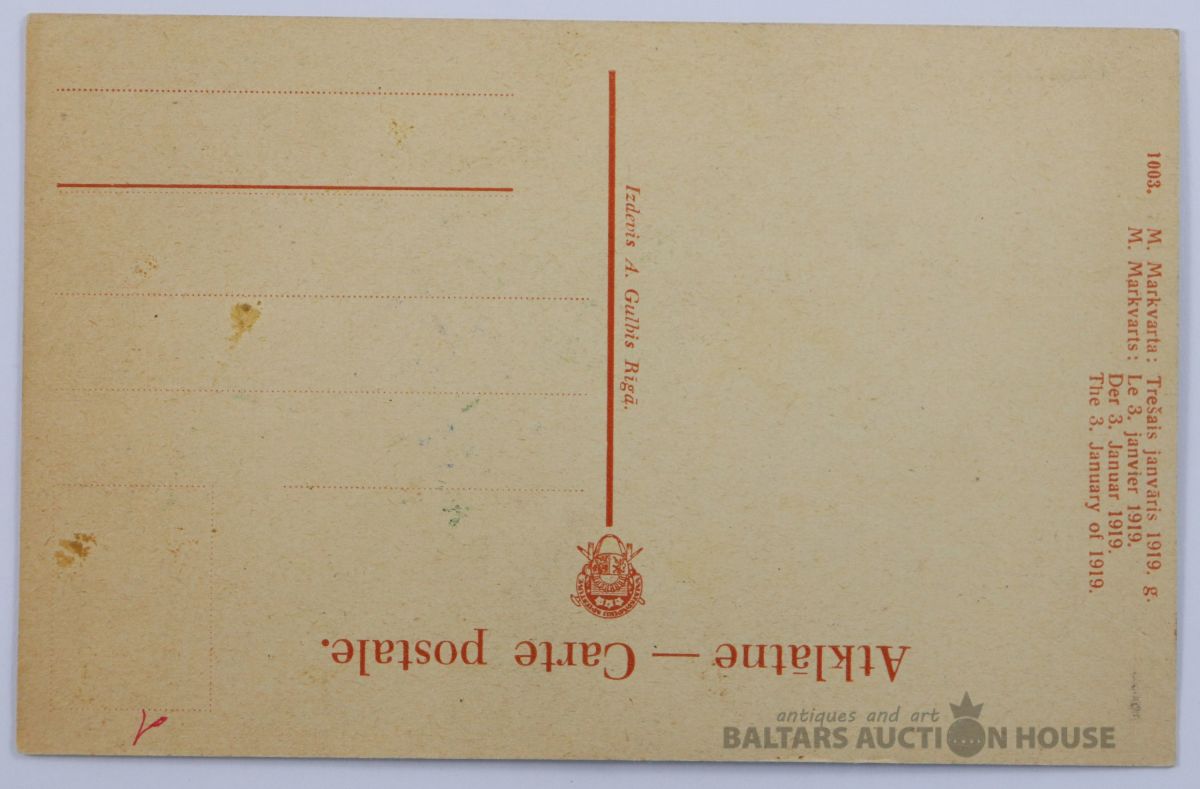 Atklātne — Carte postale.
1003. M. Markvarta: Trešais janvāris 1919. g.
M. Markvarts: Le 3. janvier 1919.
Der 3. Januar 1919.
The 3. January of 1919.
Izdevis A. Gulbis Rīgā.
antiques and art
BALTARS AUCTION HOUSE